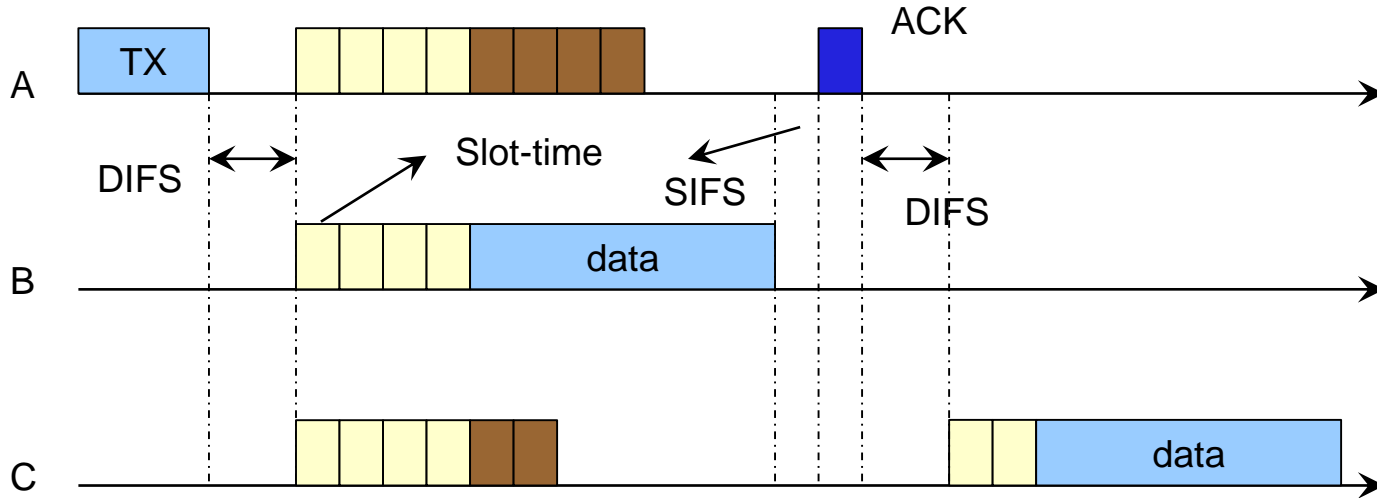 ACK
TX
A
Slot-time
DIFS
SIFS
DIFS
data
B
data
C